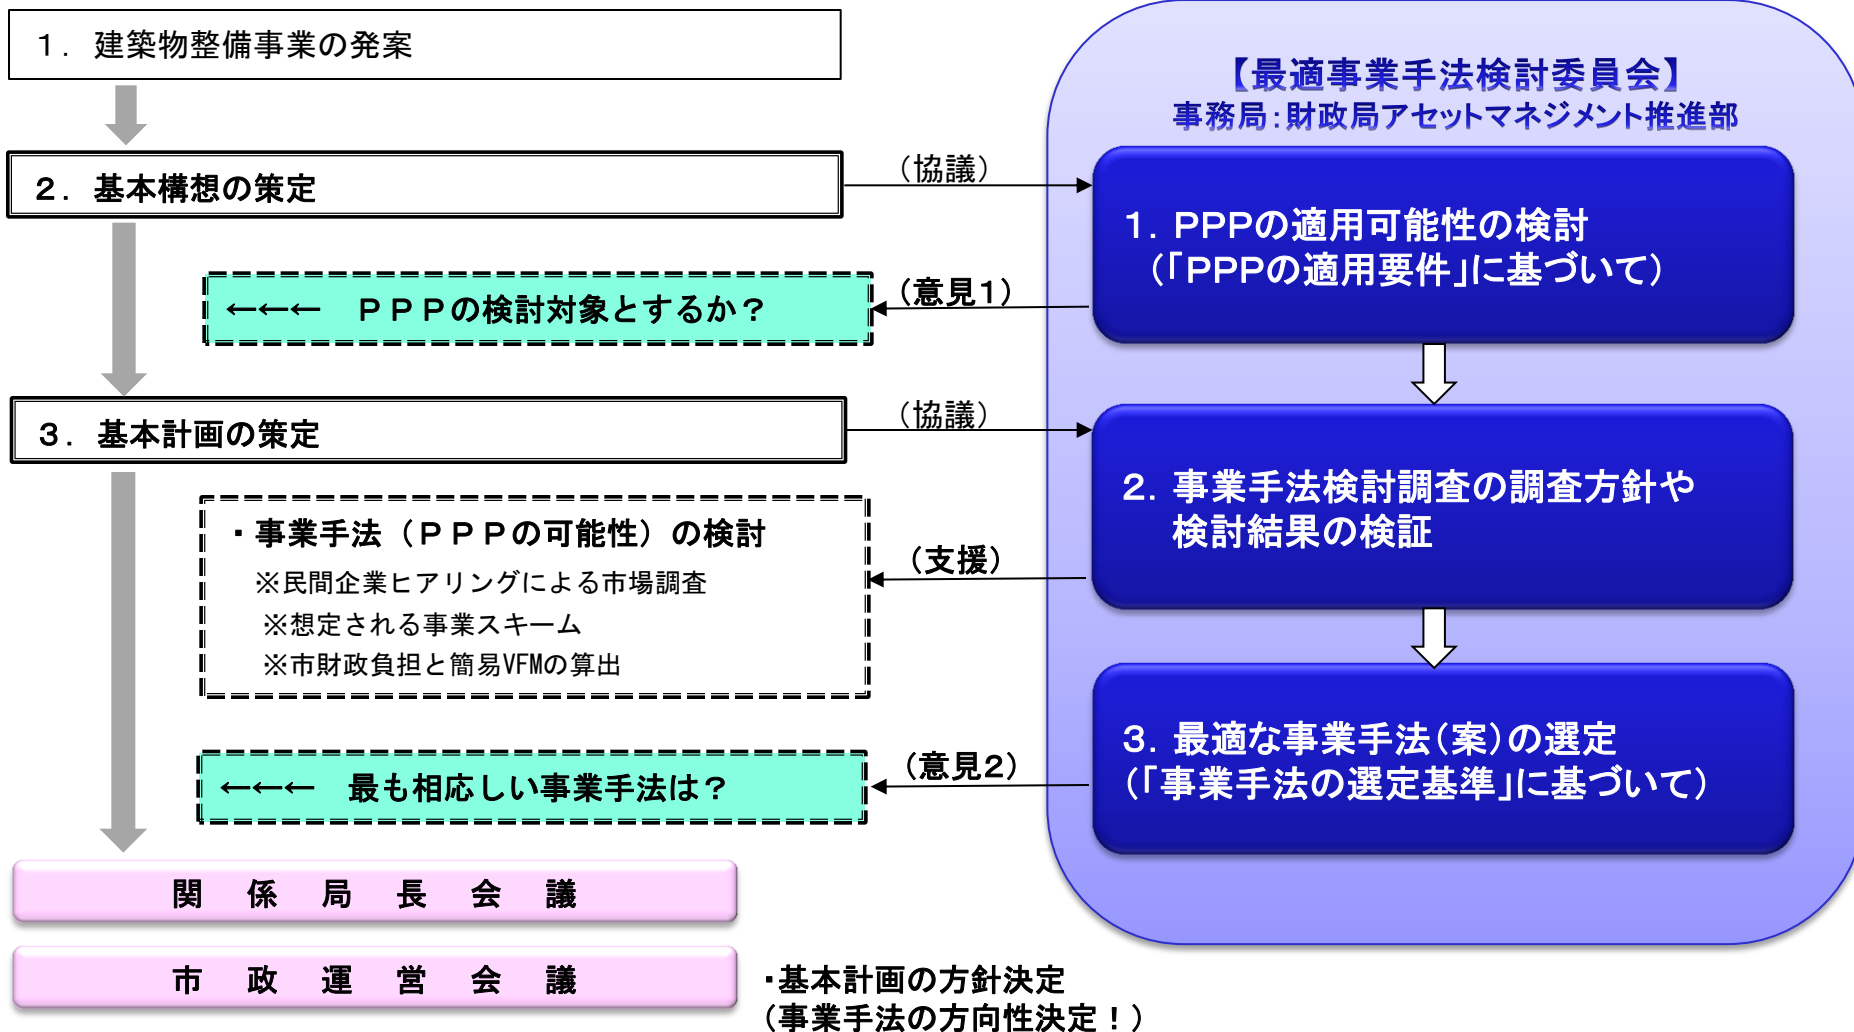 １．建築物整備事業の発案
２．基本構想の策定
（協議）
（意見１）
←←←　ＰＰＰの検討対象とするか？
３．基本計画の策定
（協議）
・事業手法（ＰＰＰの可能性）の検討
※民間企業ヒアリングによる市場調査
※想定される事業スキーム
※市財政負担と簡易VFMの算出
（支援）
（意見２）
←←←　最も相応しい事業手法は？
関　係　局　長　会　議
市　政　運　営　会　議
・基本計画の方針決定
（事業手法の方向性決定！）
【最適事業手法検討委員会】
事務局：財政局アセットマネジメント推進部
１．ＰＰＰの適用可能性の検討
（「ＰＰＰの適用要件」に基づいて）
２．事業手法検討調査の調査方針や
検討結果の検証
３．最適な事業手法（案）の選定
（「事業手法の選定基準」に基づいて）